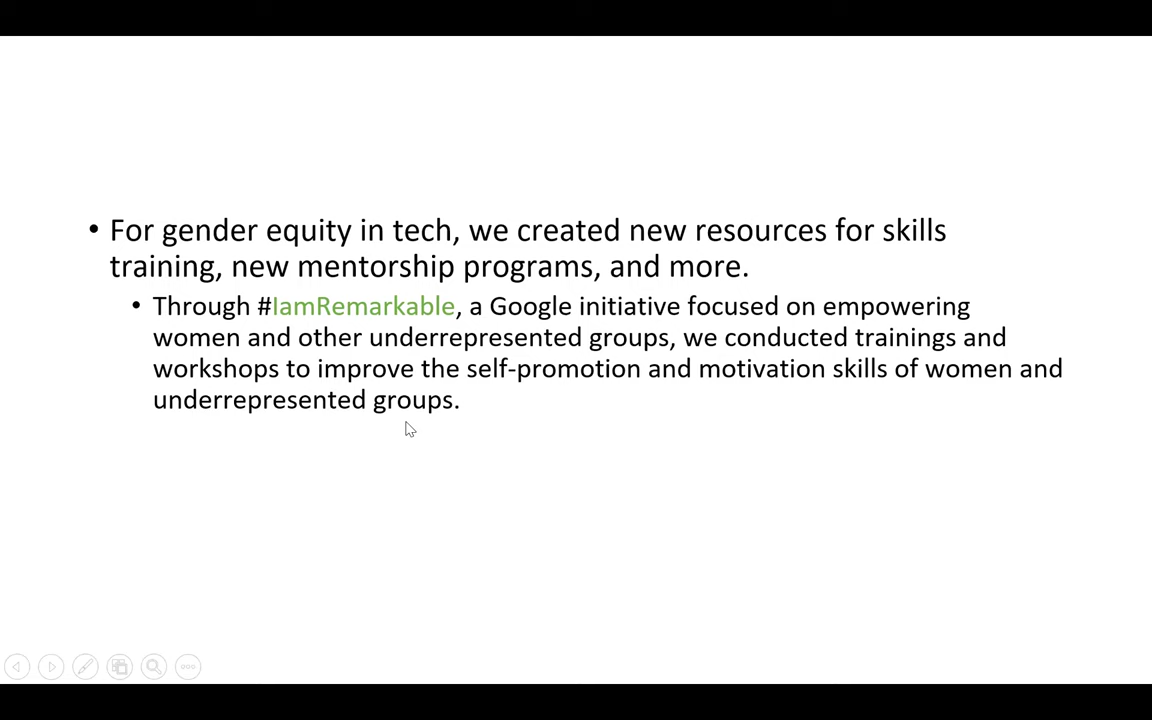 • For gender equity in tech, we created new resources for skills
training, new mentorship programs, and more.
• Through #IamRemarkable, a Google initiative focused on empowering
women and other underrepresented groups, we conducted trainings and
workshops to improve the self-promotion and motivation skills of women and
underrepresented groups.